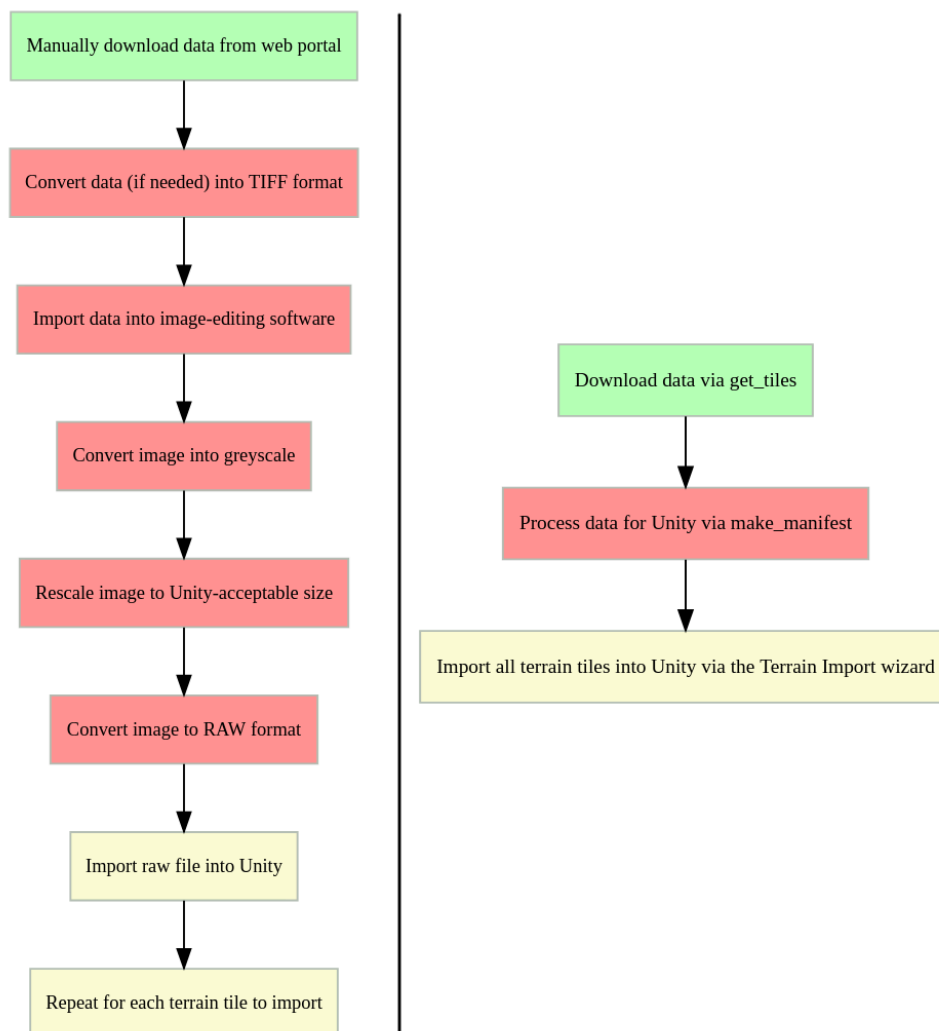 Manually download data from web portal
Convert data (if needed) into TIFF format
Import data into image-editing software
Convert image into greyscale
Rescale image to Unity-acceptable size
Convert image to RAW format
Import raw file into Unity
Repeat for each terrain tile to import
Download data via get_tiles
Process data for Unity via make_manifest
Import all terrain tiles into Unity via the Terrain Import wizard